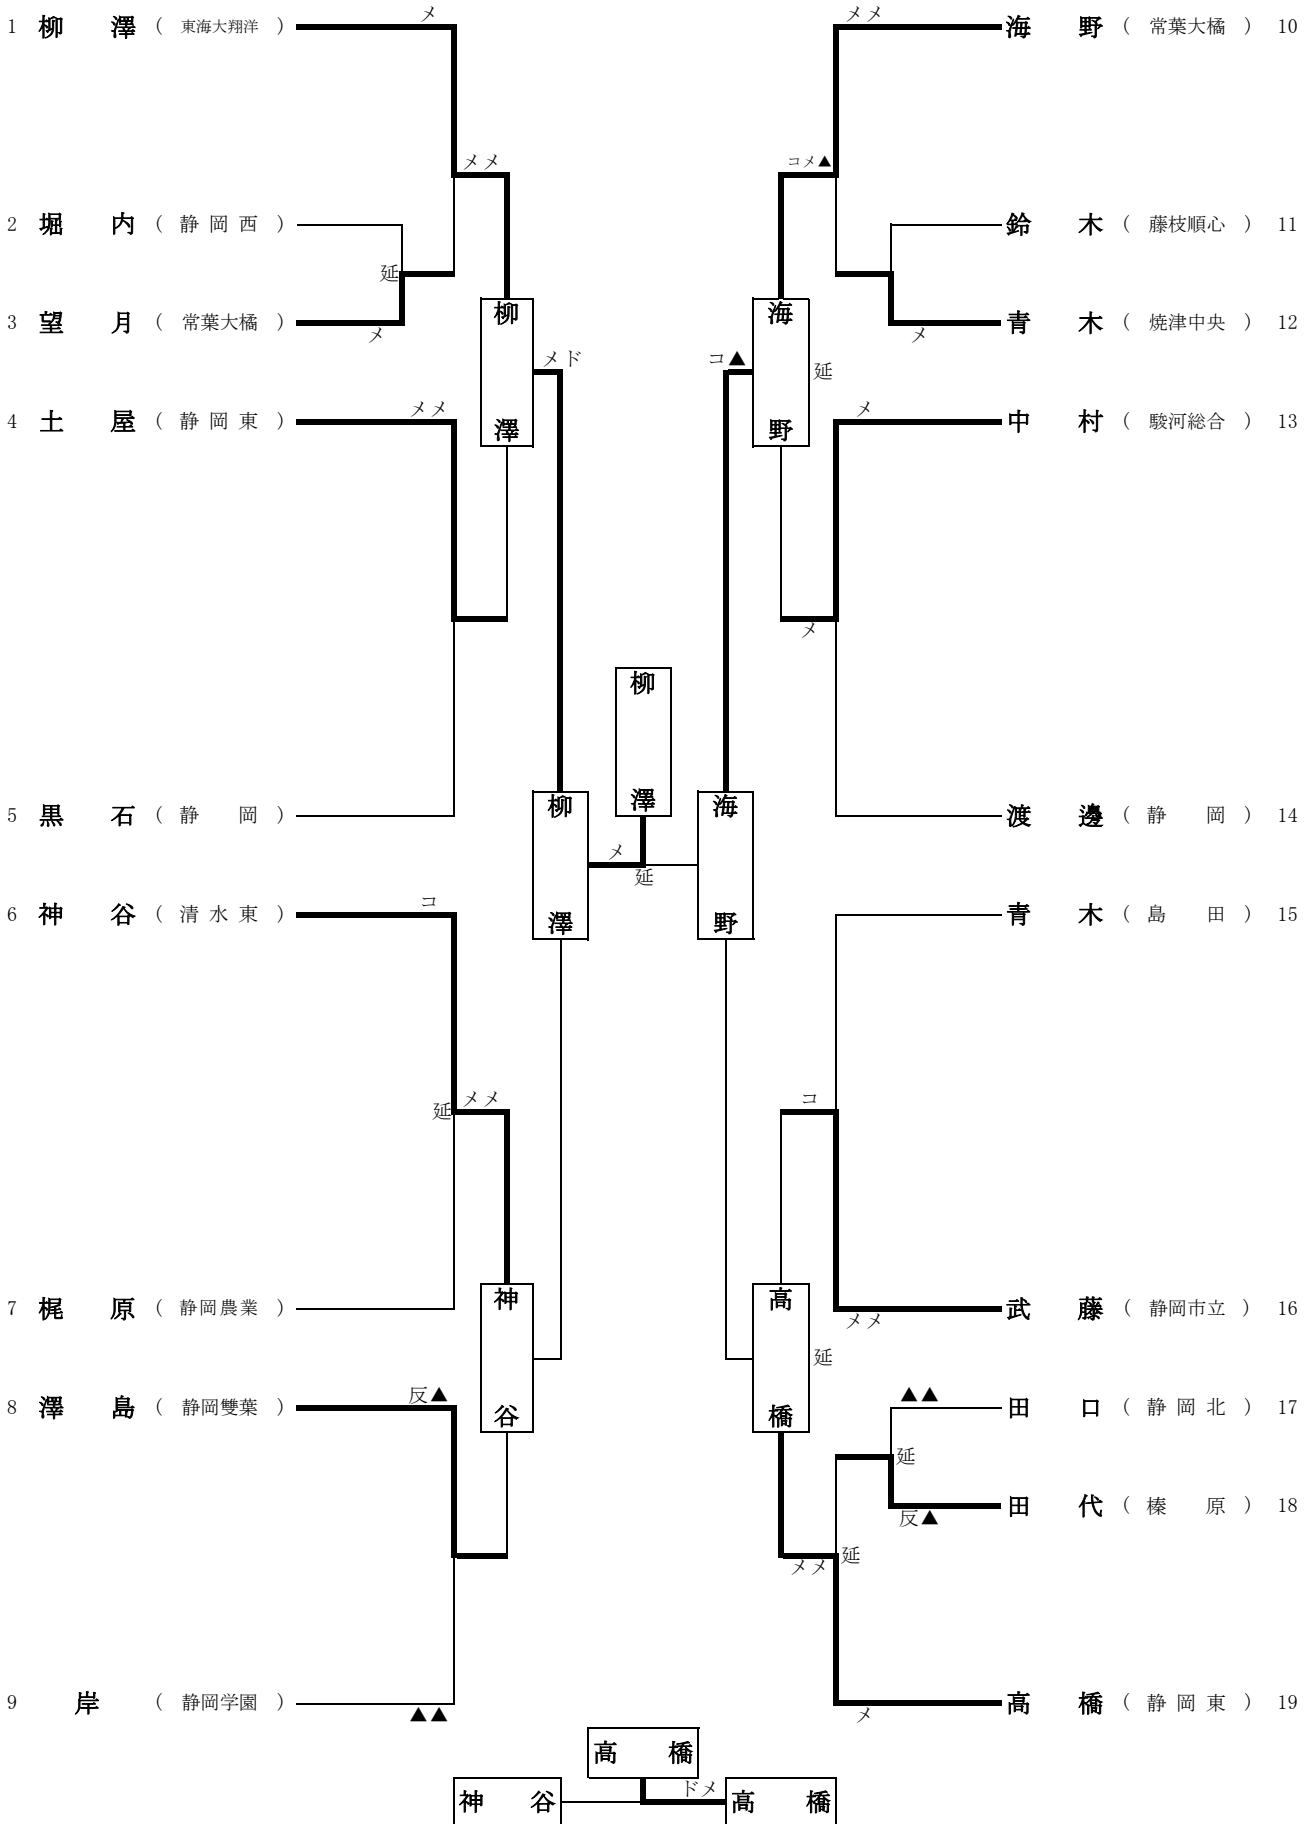 メ
メメ
1 柳 澤 ( 東海大翔洋 )
海 野 ( 常葉大橘 ) 10
メメ
コメ▲
2 堀 内 ( 静岡西 )
鈴 木 ( 藤枝順心 ) 11
延
3 望 月 ( 常葉大橘 )
メ
柳 澤
海 野
青 木 ( 焼津中央 ) 12
メ
メド
コ▲
延
4 土 屋 ( 静岡東 )
メメ
メ
中 村 ( 駿河総合 ) 13
メ
柳 澤
5 黒 石 ( 静 岡 )
柳 澤
海 野
渡 邊 ( 静 岡 ) 14
メ
延
6 神 谷 ( 清水東 )
コ
青 木 ( 島 田 ) 15
延
メメ
コ
7 梶 原 ( 静岡農業 )
神 谷
高 橋
武 藤 ( 静岡市立 ) 16
メメ
延
8 澤 島 ( 静岡雙葉 )
反▲
▲▲
田 口 ( 静岡北 ) 17
延
田 代 ( 榛 原 ) 18
反▲
メメ
延
9 岸 ( 静岡学園 )
▲▲
高 橋 ( 静岡東 ) 19
メ
高 橋
ドメ
神 谷
高 橋